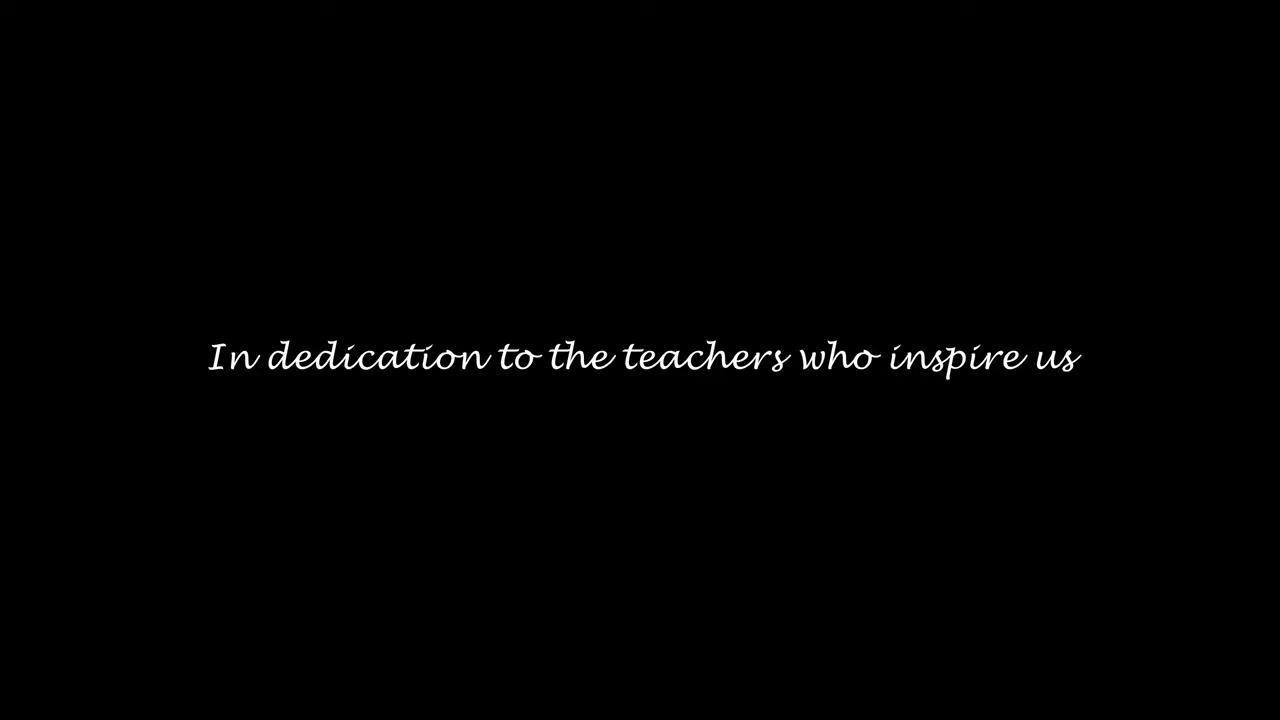 In dedication to the teachers who inspire us